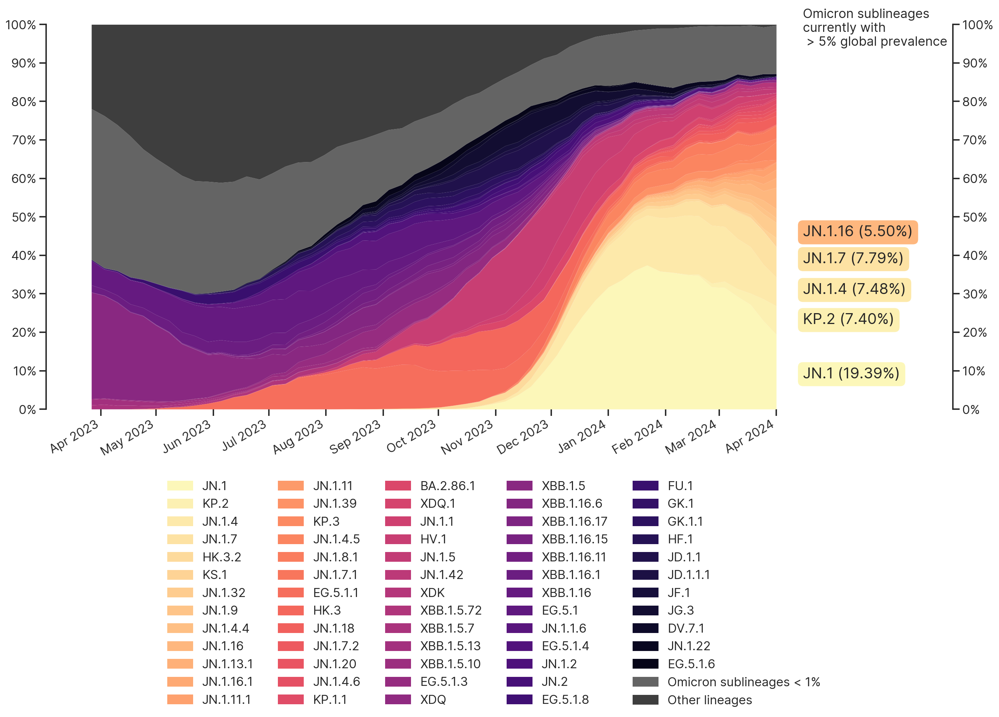 Omicron sublineages
currently with
> 5% global prevalence
100%
90%
80%
70%
60%
50%
40%
30%
20%
10%
0%
100%
90%
80%
70%
60%
50%
40%
30%
20%
10%
0%
JN.1.16 (5.50%)
JN.1.7 (7.79%)
JN.1.4 (7.48%)
KP.2 (7.40%)
JN.1 (19.39%)
Apr 2023
May 2023
Jun 2023
Jul 2023
Aug 2023
Sep 2023
Oct 2023
Nov 2023
Dec 2023
Jan 2024
Feb 2024
Mar 2024
Apr 2024
JN.1
KP.2
JN.1.4
JN.1.7
HK.3.2
KS.1
JN.1.32
JN.1.9
JN.1.4.4
JN.1.16
JN.1.13.1
JN.1.16.1
JN.1.11.1
JN.1.11
JN.1.39
KP.3
JN.1.4.5
JN.1.8.1
JN.1.7.1
EG.5.1.1
HK.3
JN.1.18
JN.1.7.2
JN.1.20
JN.1.4.6
KP.1.1
BA.2.86.1
XDQ.1
JN.1.1
HV.1
JN.1.5
JN.1.42
XDK
XBB.1.5.72
XBB.1.5.7
XBB.1.5.13
XBB.1.5.10
EG.5.1.3
XDQ
XBB.1.5
XBB.1.16.6
XBB.1.16.17
XBB.1.16.15
XBB.1.16.11
XBB.1.16.1
XBB.1.16
EG.5.1
JN.1.1.6
EG.5.1.4
JN.1.2
JN.2
EG.5.1.8
FU.1
GK.1
GK.1.1
HF.1
JD.1.1
JD.1.1.1
JF.1
JG.3
DV.7.1
JN.1.22
EG.5.1.6
Omicron sublineages < 1%
Other lineages